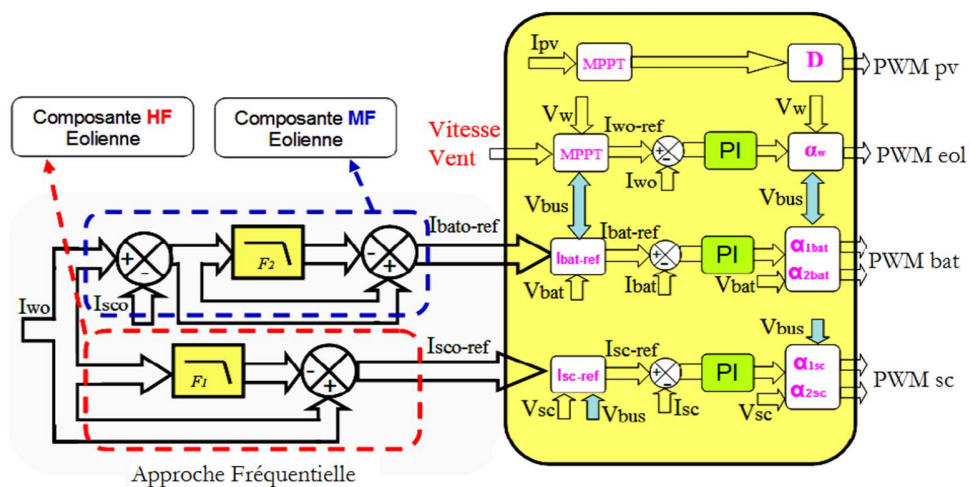 Composante HF
Eolienne
Composante MF
Eolienne
Ipv
MPPT
D
PWM pv
Vw
Vw
Vitesse
Vent
Iwo-ref
MPPT
+
-
PI
αw
PWM eol
Iwo
Vbus
Vbus
Ibato-ref
Ibat-ref
Ibat-ref
+
-
PI
α1bat
α2bat
PWM bat
Vbat
Ibat
Vbat
+
-
F2
-
+
Iwo
Isco
Isco-ref
Isc-ref
Isc-ref
+
-
PI
Vbus
α1sc
α2sc
PWM sc
Vsc
Vbus
Isc
Vsc
F1
-
+
Approche Fréquentielle